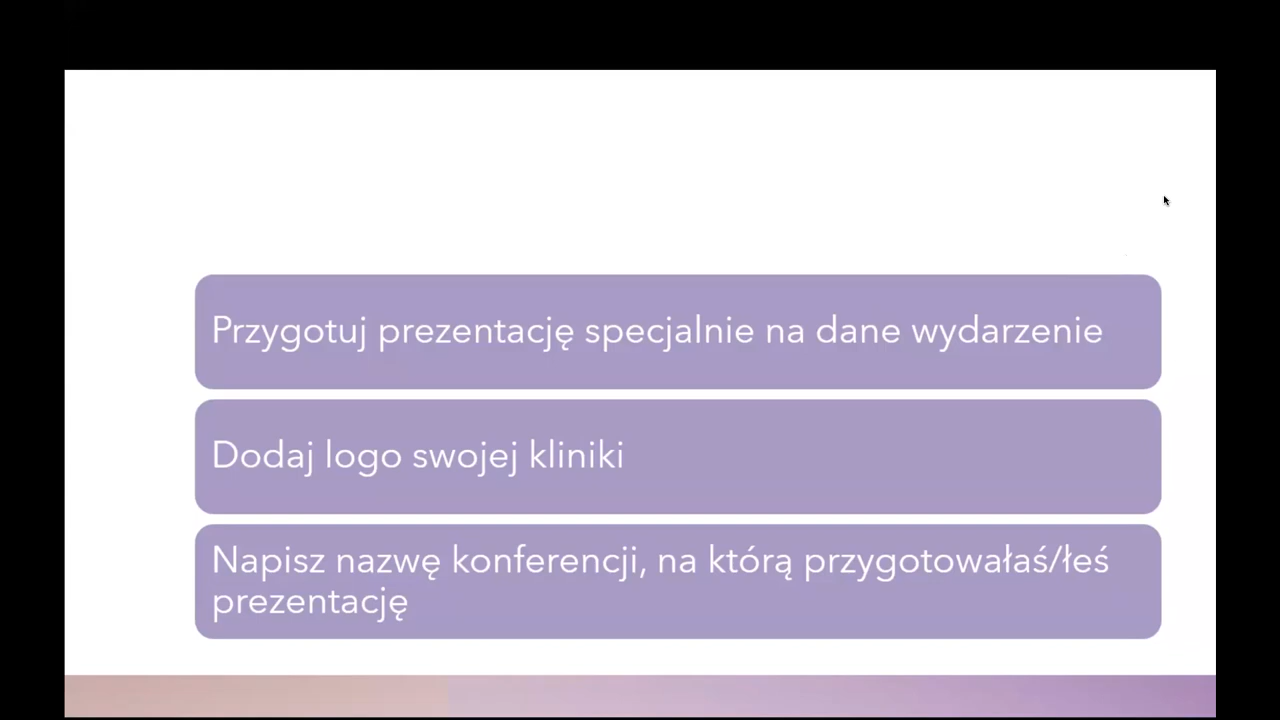 Przygotuj prezentację specjalnie na dane wydarzenie
Dodaj logo swojej kliniki
Napisz nazwę konferencji, na którą przygotowałaś/łeś
prezentację